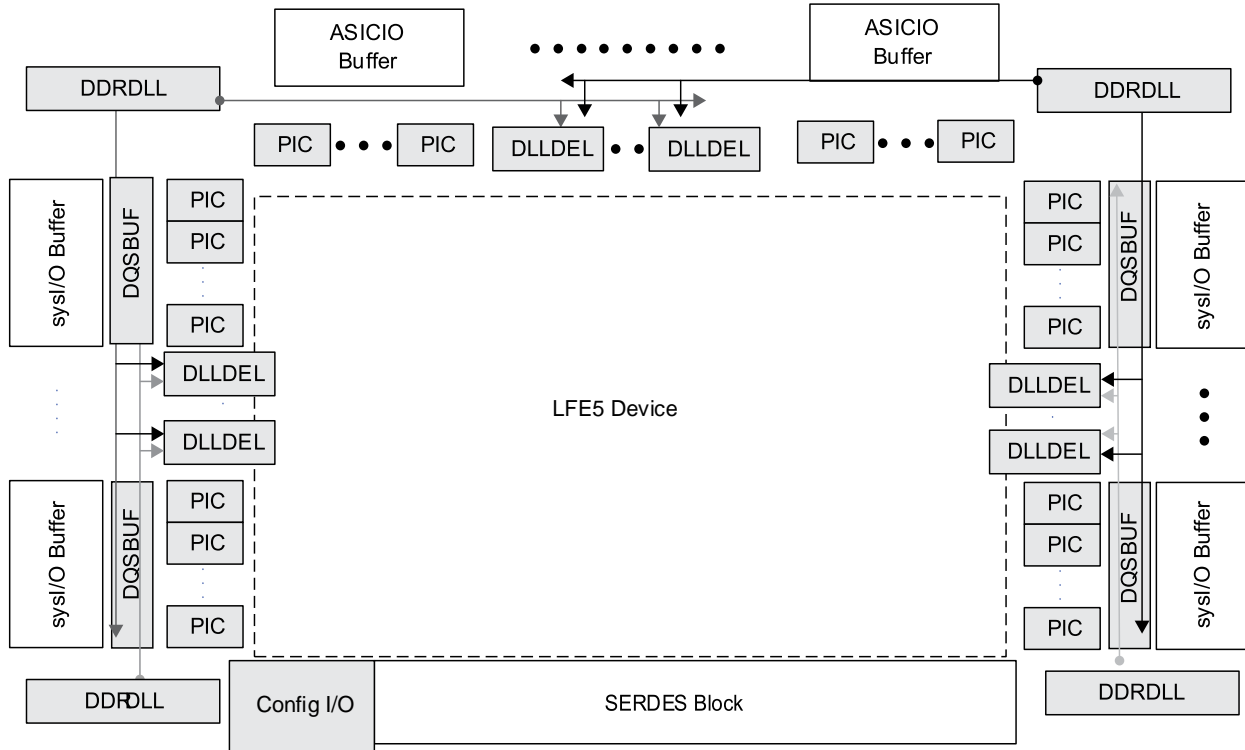 ASICIO
Buffer
ASICIO
Buffer
DDRDLL
DDRDLL
PIC
PIC
DLLDEL
DLLDEL
PIC
PIC
sysI/O Buffer
DQSBUF
PIC
PIC
PIC
DLLDEL
DLLDEL
sysI/O Buffer
DQSBUF
PIC
PIC
PIC
LFE5 Device
PIC
PIC
PIC
DQSBUF
sysI/O Buffer
DLLDEL
DLLDEL
PIC
PIC
PIC
DQSBUF
sysI/O Buffer
DDRDLL
Config I/O
SERDES Block
DDRDLL